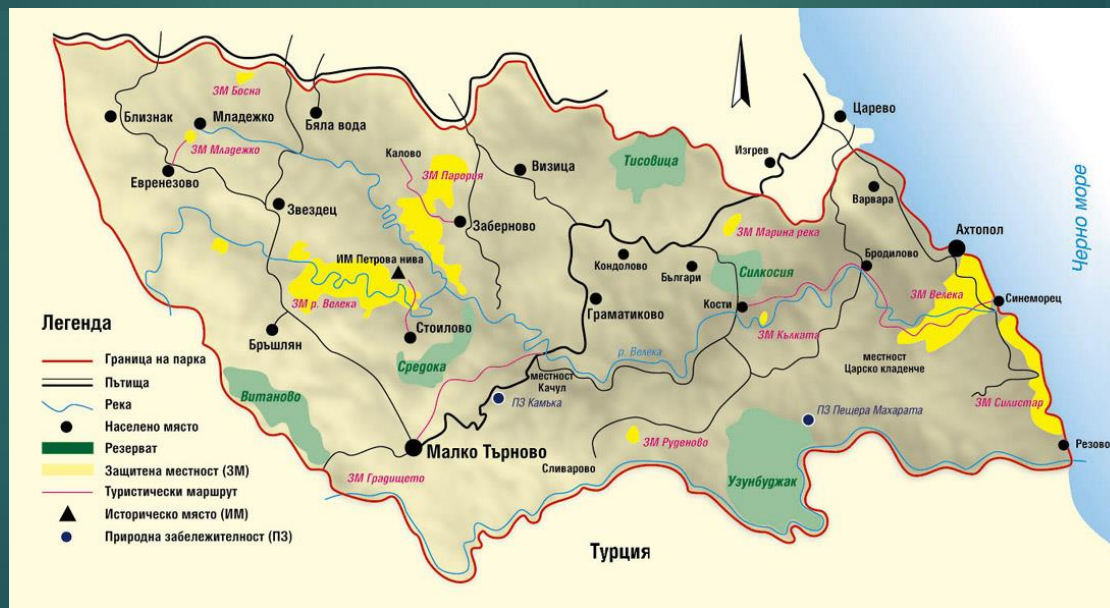 ЗМ Босна
Близнак
Младежко
Бяла вода
ЗМ Младежко
Евренезово
Калово
ЗМ Парория
Визица
Тисовица
Изгрев
Царево
Черно море
Звездец
Заберново
Варвара
Ахтопол
ИМ Петрова нива
ЗМ Марина река
Кондолово
Българи
Силкосия
Бродилово
ЗМ р. Велека
Граматиково
Кости
ЗМ Велека
Синеморец
Стоилово
ЗМ Кълката
Бръшлян
Средока
р. Велека
местност
Царско кладенче
местност
Качул
Витаново
ПЗ Камъка
ПЗ Пещера Махарата
ЗМ Силистар
Малко Търново
ЗМ Руденово
Резово
ЗМ Градището
Сливарово
Узунбуджак
Турция
Легенда
Граница на парка
Пътища
Река
Населено място
Резерват
Защитена местност (ЗМ)
Туристически маршрут
Историческо място (ИМ)
Природна забележителност (ПЗ)